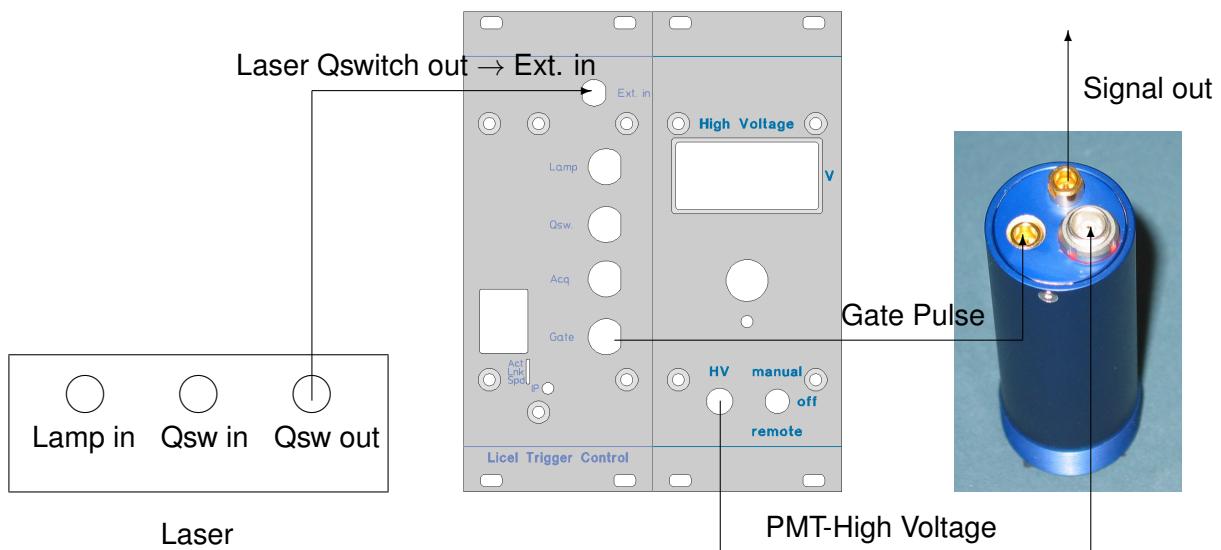 Laser Qswitch out → Ext. in
Ext. in
Signal out
High Voltage
Lamp
V
Qsw.
Acq
Gate Pulse
Gate
Act
Lnk
Spd
IP
HV manual
off
remote
Lamp in Qsw in Qsw out
Licel Trigger Control
PMT-High Voltage
Laser